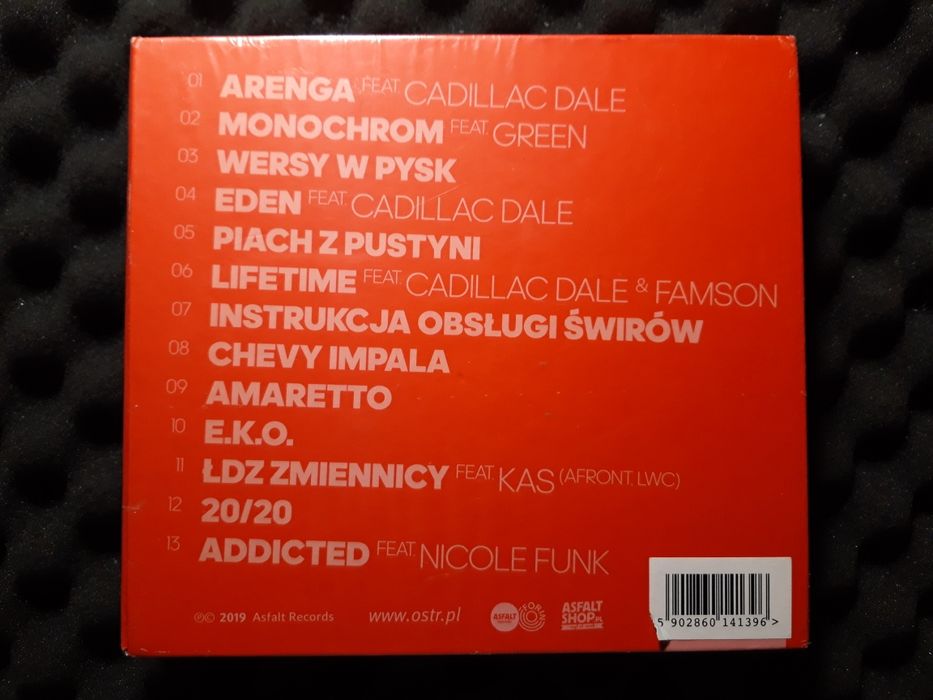 01 ARENGA FEAT. CADILLAC DALE
02 MONOCHROM FEAT. GREEN
03 WERSY W PYSK
04 EDEN FEAT. CADILLAC DALE
05 PIACH Z PUSTYNI
06 LIFETIME FEAT. CADILLAC DALE & FAMSON
07 INSTRUKCJA OBSŁUGI ŚWIRÓW
08 CHEVY IMPALA
09 AMARETTO
10 E.K.O.
11 ŁDZ ZMIENNICY FEAT. KAS (AFRONT, LWC)
12 20/20
13 ADDICTED FEAT. NICOLE FUNK
℗© 2019 Asfalt Records www.ostr.pl ASFALT FORUM ASFALT SHOP.PL
5 902860 141396 >